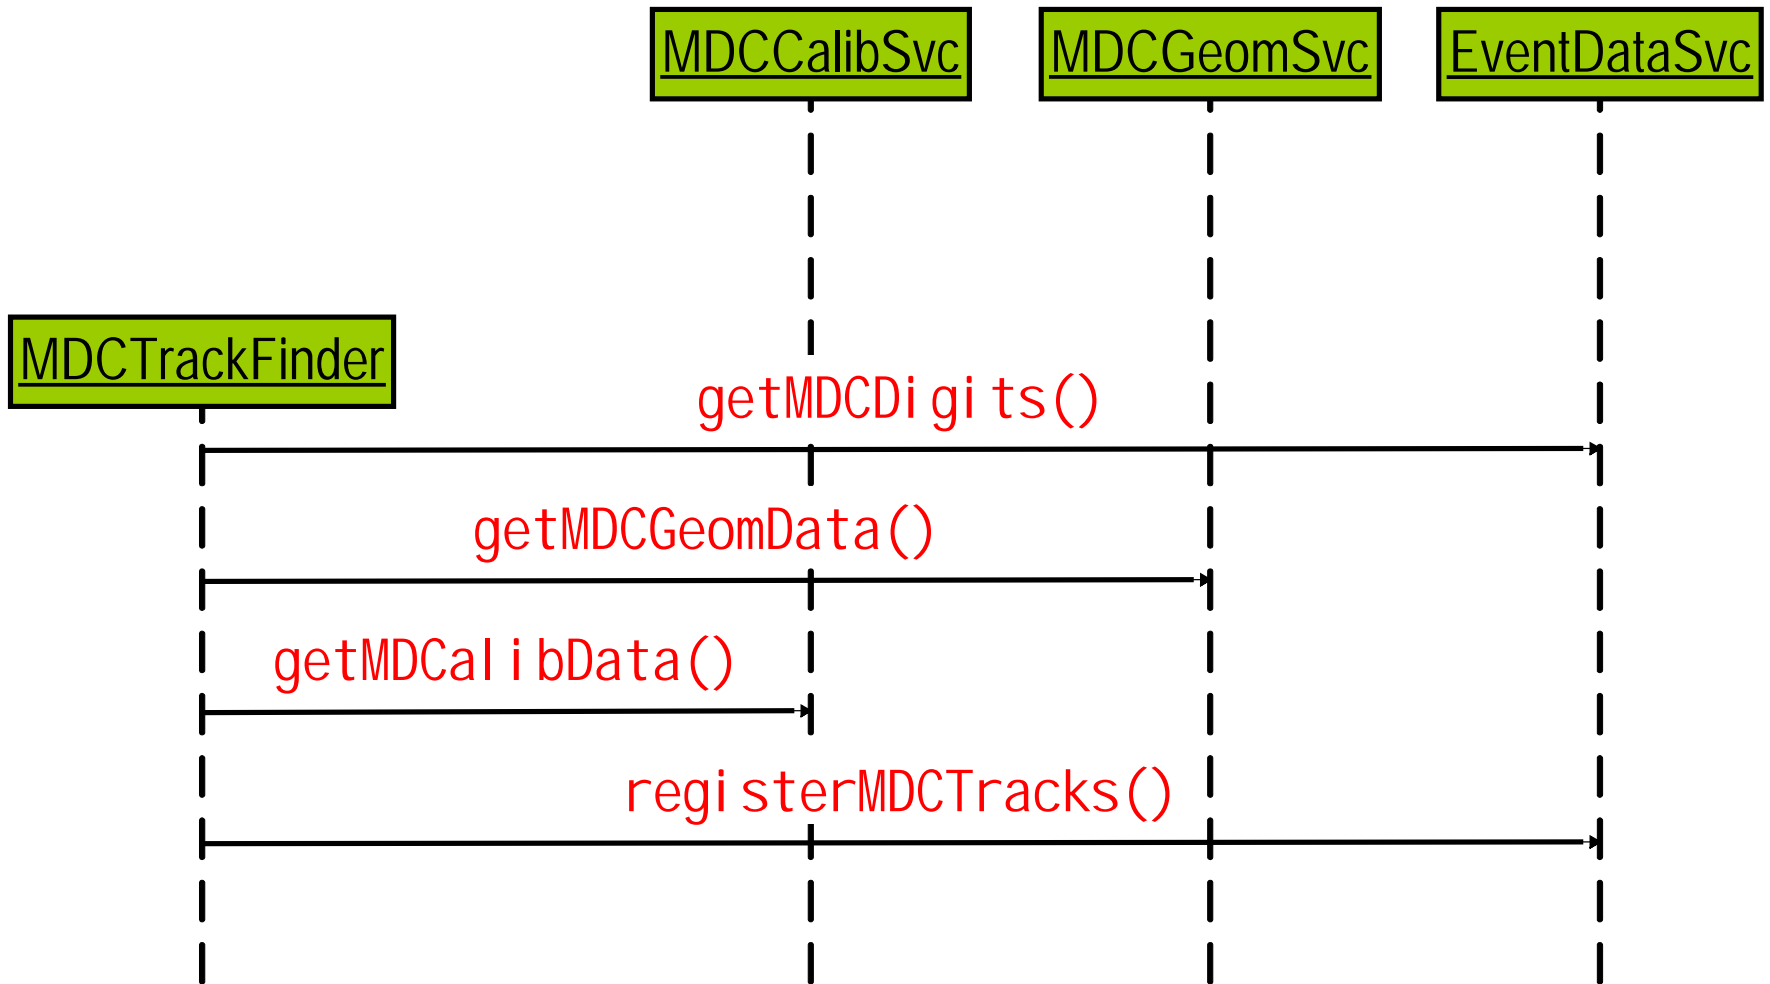 MDCCalibSvc
MDCGeomSvc
EventDataSvc
MDCTrackFinder
getMDCDigits()
getMDCGeomData()
getMDCalibData()
registerMDCTracks()